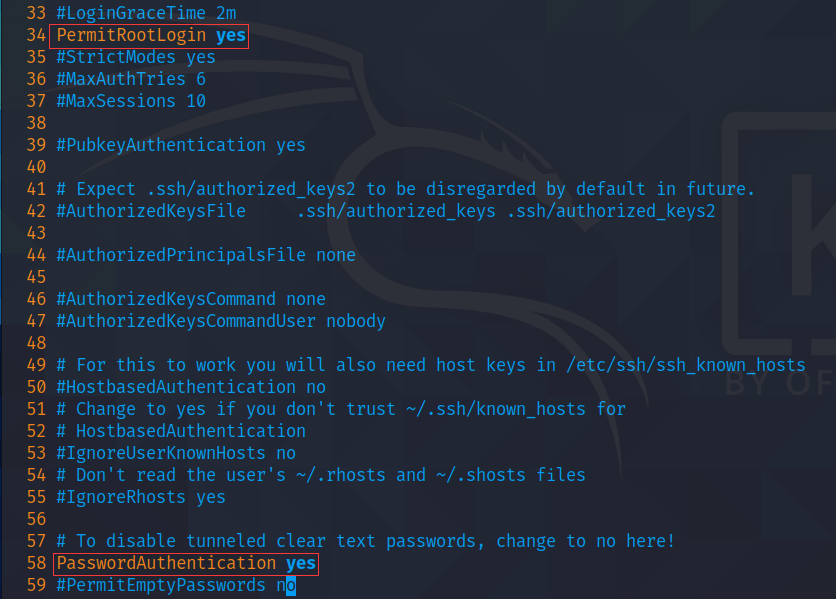 33 #LoginGraceTime 2m
34 PermitRootLogin yes
35 #StrictModes yes
36 #MaxAuthTries 6
37 #MaxSessions 10
38
39 #PubkeyAuthentication yes
40
41 # Expect .ssh/authorized_keys2 to be disregarded by default in future.
42 #AuthorizedKeysFile     .ssh/authorized_keys .ssh/authorized_keys2
43
44 #AuthorizedPrincipalsFile none
45
46 #AuthorizedKeysCommand none
47 #AuthorizedKeysCommandUser nobody
48
49 # For this to work you will also need host keys in /etc/ssh/ssh_known_hosts
50 #HostbasedAuthentication no
51 # Change to yes if you don't trust ~/.ssh/known_hosts for
52 # HostbasedAuthentication
53 #IgnoreUserKnownHosts no
54 # Don't read the user's ~/.rhosts and ~/.shosts files
55 #IgnoreRhosts yes
56
57 # To disable tunneled clear text passwords, change to no here!
58 PasswordAuthentication yes
59 #PermitEmptyPasswords no
K
BY OF